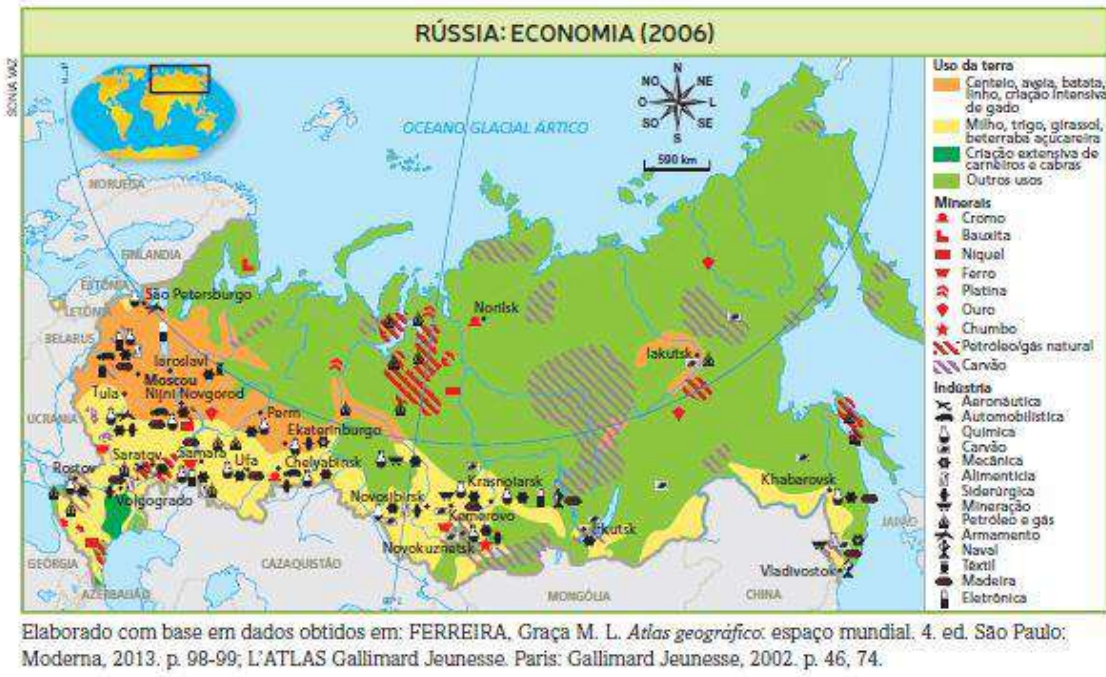 RÚSSIA: ECONOMIA (2006)
SONIA VAZ
OCEANO GLACIAL ÁRTICO
N
NO
NE
O
L
SO
SE
S
590 km
NORUEGA
FINLÂNDIA
ESTÔNIA
LETÔNIA
BELARUS
UCRÂNIA
GEÓRGIA
AZERBAIJÃO
CAZAQUISTÃO
MONGÓLIA
CHINA
JAPÃO
São Petersburgo
Iaroslavl
Moscou
Nijni Novgorod
Tula
Perm
Ekaterinburgo
Saratov
Samara
Ufa
Chelyabinsk
Rostov
Volgogrado
Norilsk
Iakutsk
Krasnoiarsk
Novosibirsk
Kemerovo
Novokuznetsk
Irkutsk
Khabarovsk
Vladivostok
Uso da terra
Centeio, aveia, batata,
linho, criação intensiva
de gado
Milho, trigo, girassol,
beterraba açucareira
Criação extensiva de
carneiros e cabras
Outros usos
Minerais
Cromo
Bauxita
Níquel
Ferro
Platina
Ouro
Chumbo
Petróleo/gás natural
Carvão
Indústria
Aeronáutica
Automobilística
Química
Carvão
Mecânica
Alimentícia
Siderúrgica
Mineração
Petróleo e gás
Armamento
Naval
Têxtil
Madeira
Eletrônica
Elaborado com base em dados obtidos em: FERREIRA, Graça M. L. Atlas geográfico: espaço mundial. 4. ed. São Paulo:
Moderna, 2013. p. 98-99; L'ATLAS Gallimard Jeunesse. Paris: Gallimard Jeunesse, 2002. p. 46, 74.